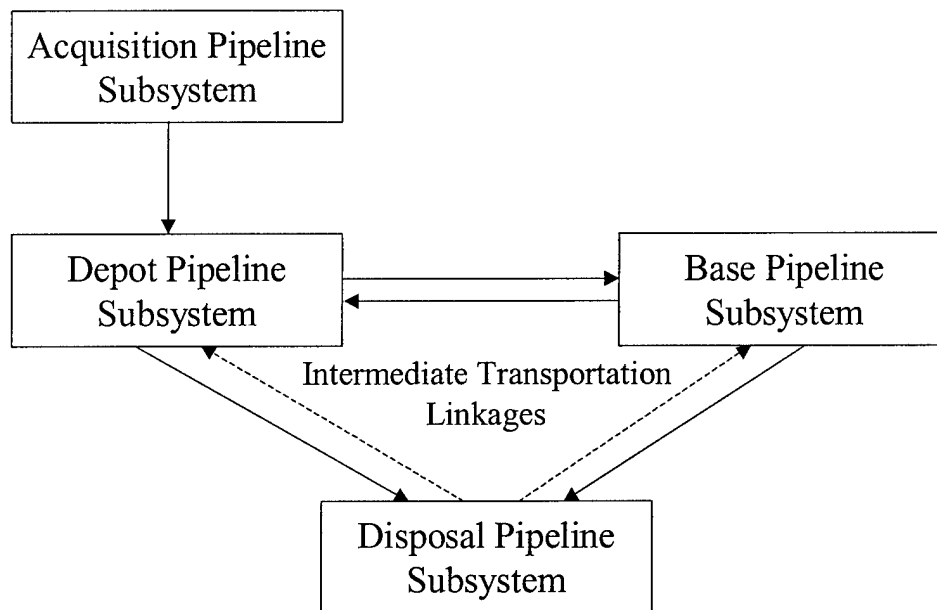 Acquisition Pipeline
Subsystem
Depot Pipeline
Subsystem
Base Pipeline
Subsystem
Intermediate Transportation
Linkages
Disposal Pipeline
Subsystem